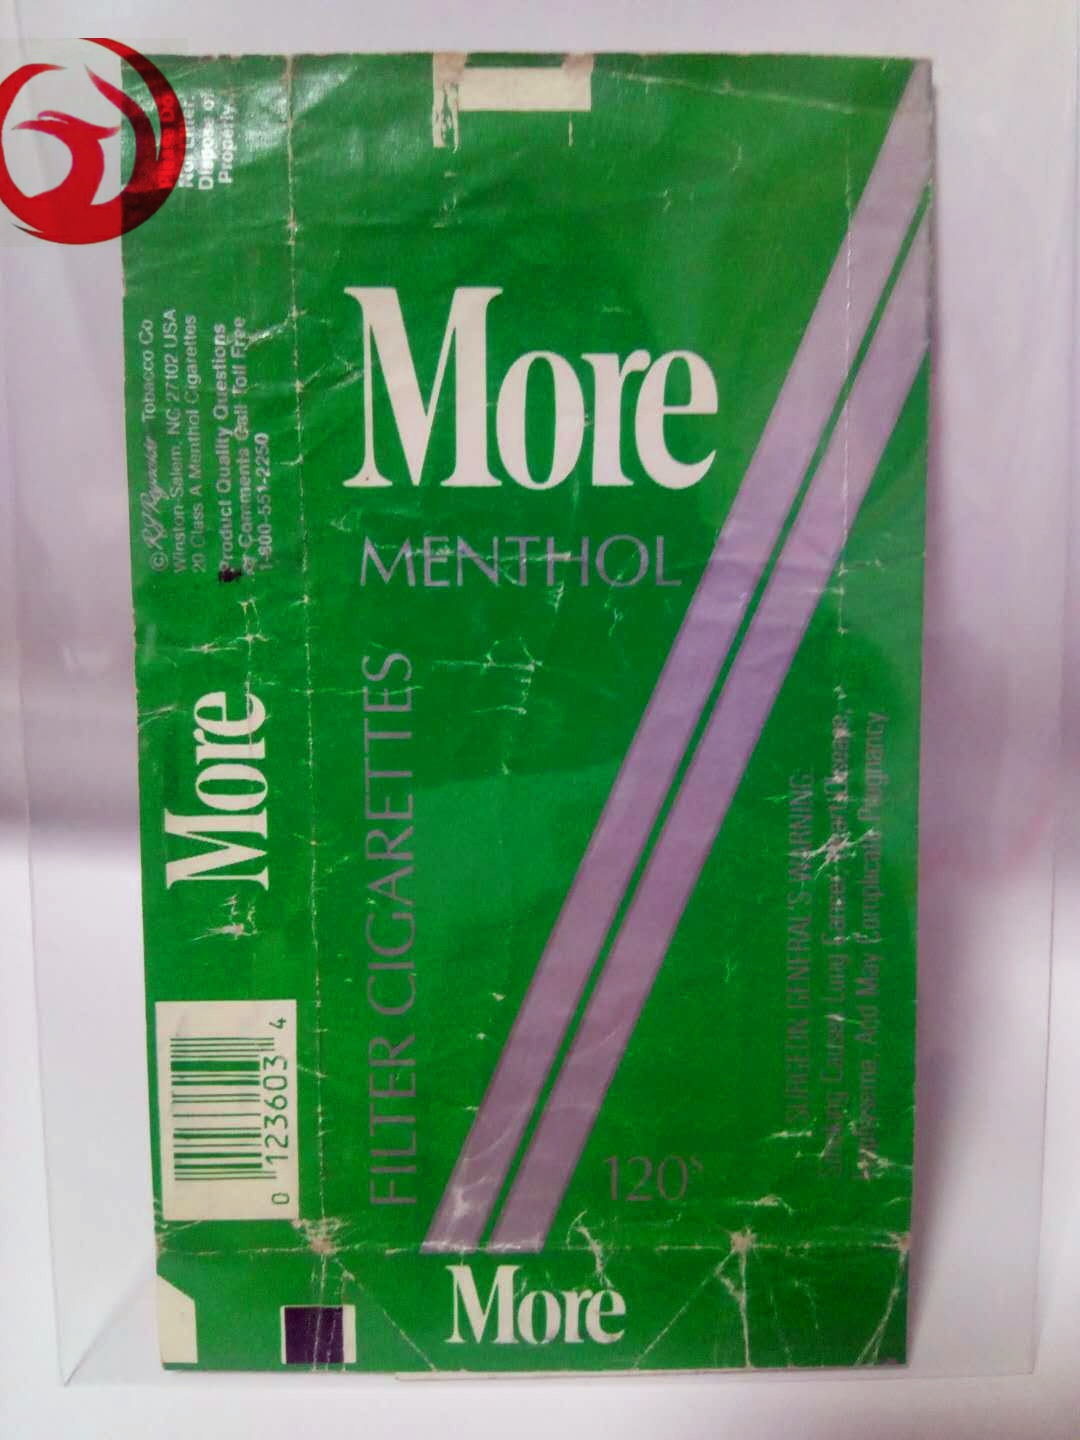 Not Litter.
Dispose of
Properly.
© RJReynolds Tobacco Co
Winston-Salem, NC 27102 USA
20 Class A Menthol Cigarettes
Product Quality Questions
Or Comments Call Toll Free
1-800-551-2250
More
0 123603 4
More
MENTHOL
FILTER CIGARETTES
120s
SURGEON GENERAL'S WARNING:
Smoking Causes Lung Cancer, Heart Disease,
Emphysema, And May Complicate Pregnancy
More